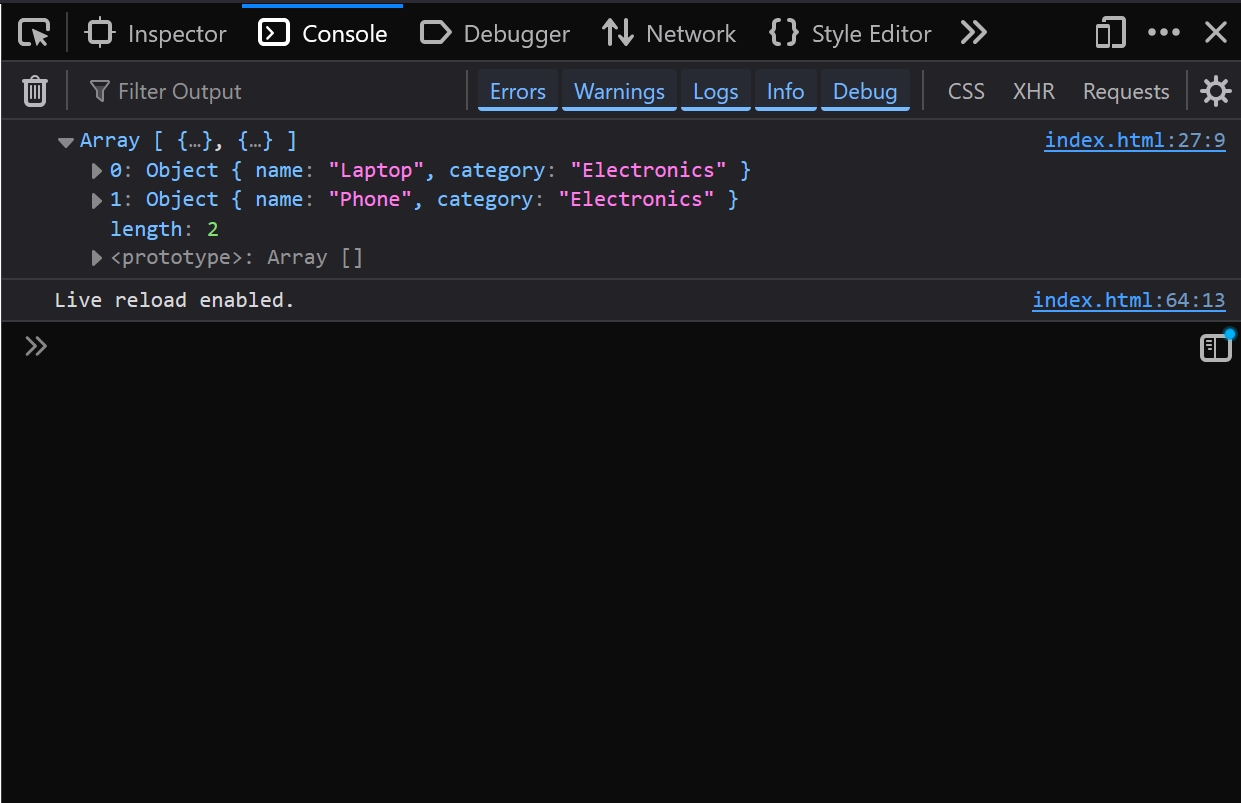 Inspector Console Debugger Network {} Style Editor
Filter Output Errors Warnings Logs Info Debug CSS XHR Requests
Array [ {…}, {…} ] index.html:27:9
0: Object { name: "Laptop", category: "Electronics" }
1: Object { name: "Phone", category: "Electronics" }
length: 2
<prototype>: Array []
Live reload enabled. index.html:64:13